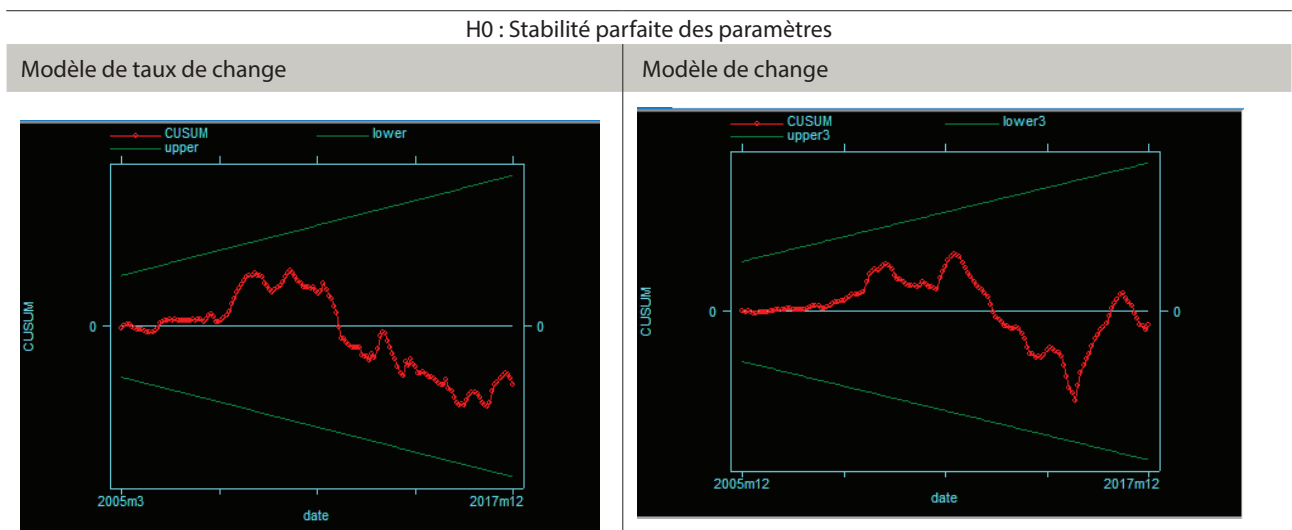 H0 : Stabilité parfaite des paramètres
Modèle de taux de change
Modèle de change
CUSUM
lower
upper
CUSUM
0
0
2005m3
2017m12
date
CUSUM
lower3
upper3
CUSUM
0
0
2005m12
2017m12
date